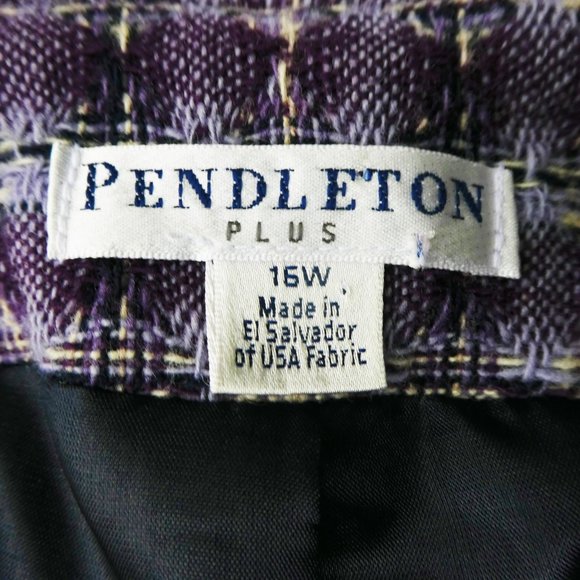 PENDLETON
PLUS
16W
Made in
El Salvador
of USA Fabric